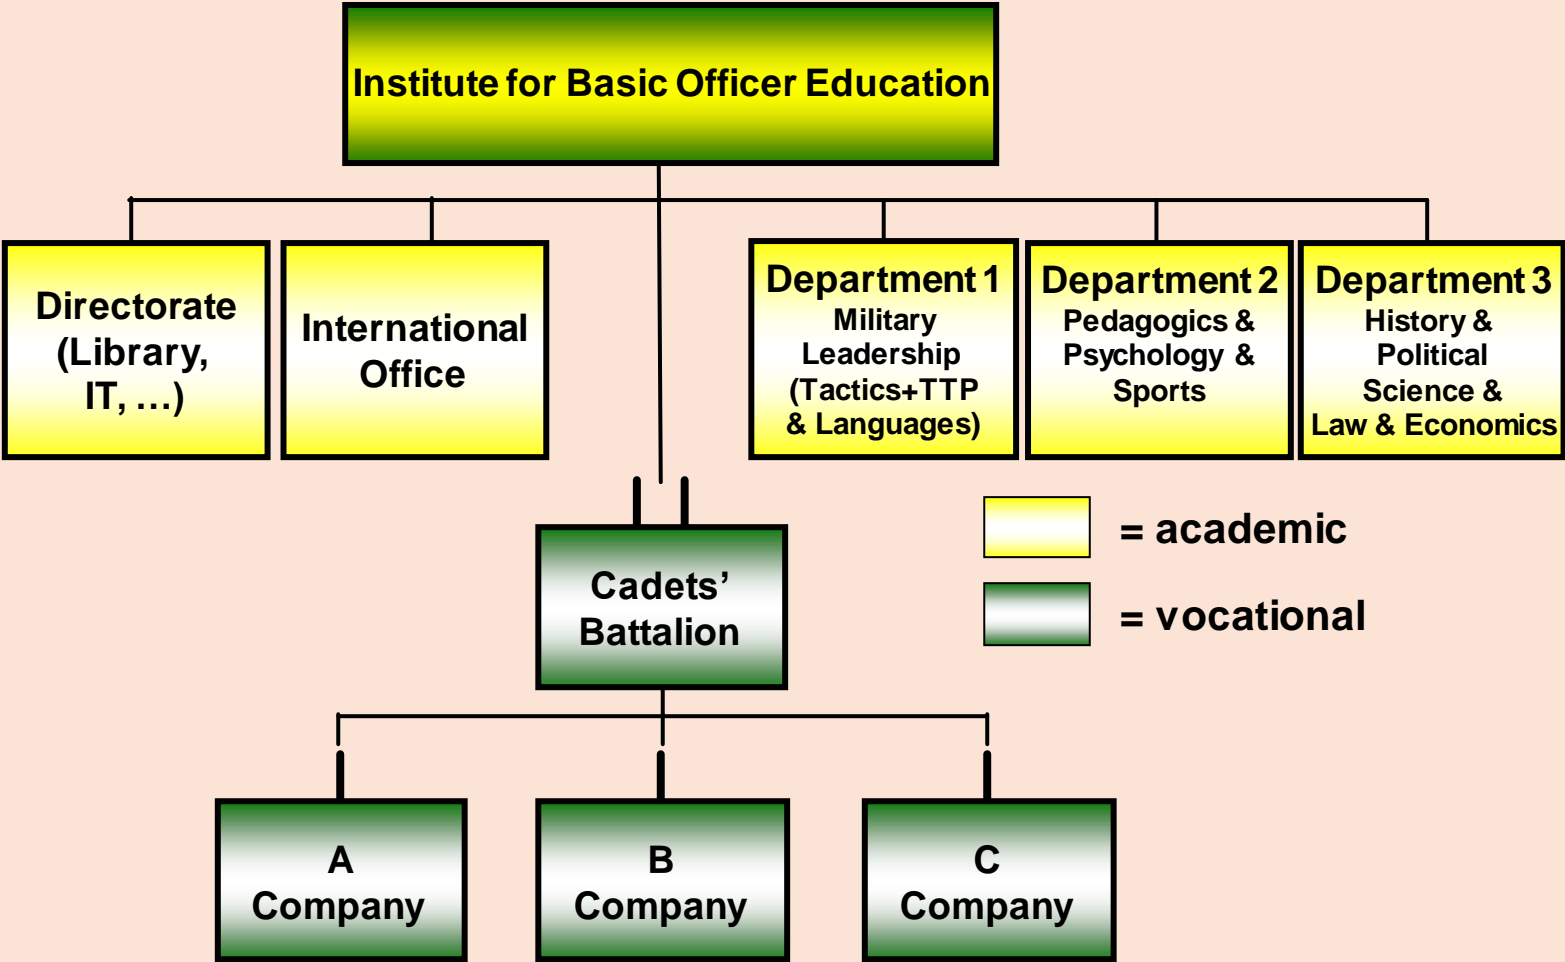 Institute for Basic Officer Education
Directorate
(Library,
IT, …)
International
Office
Department 1
Military
Leadership
(Tactics+TTP
& Languages)
Department 2
Pedagogics &
Psychology &
Sports
Department 3
History &
Political
Science &
Law & Economics
= academic
= vocational
Cadets’
Battalion
A
Company
B
Company
C
Company